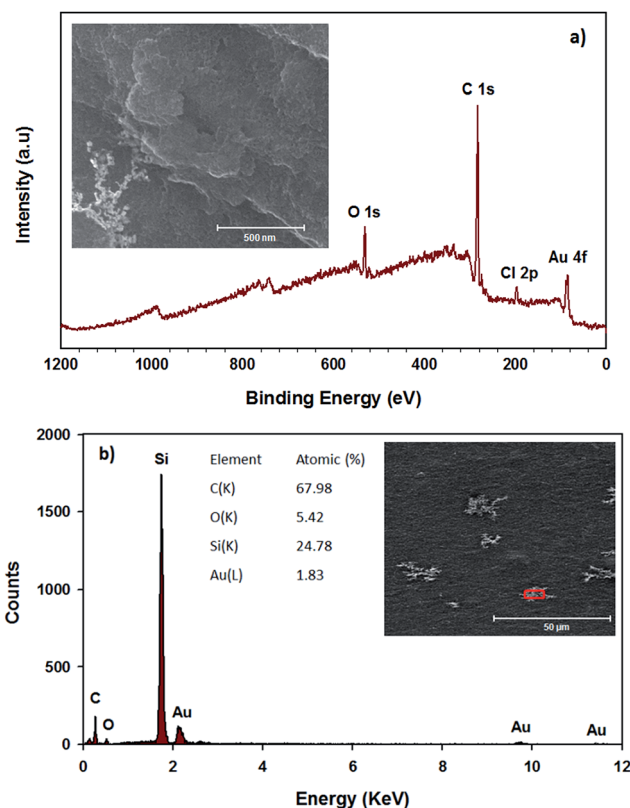 a)
C 1s
O 1s
Cl 2p
Au 4f
500 nm
Intensity (a.u)
1200 1000 800 600 400 200 0
Binding Energy (eV)
b)
2000
1500
1000
500
0
Counts
Si
Element Atomic (%)
C(K) 67.98
O(K) 5.42
Si(K) 24.78
Au(L) 1.83
50 µm
C
O
Au
Au
Au
0 2 4 6 8 10 12
Energy (KeV)